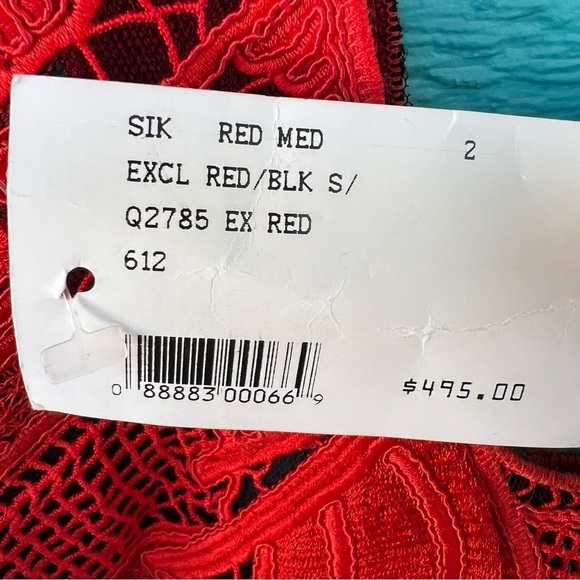 SIK RED MED 2
EXCL RED/BLK S/
Q2785 EX RED
612
0 88883 00066 9
$495.00